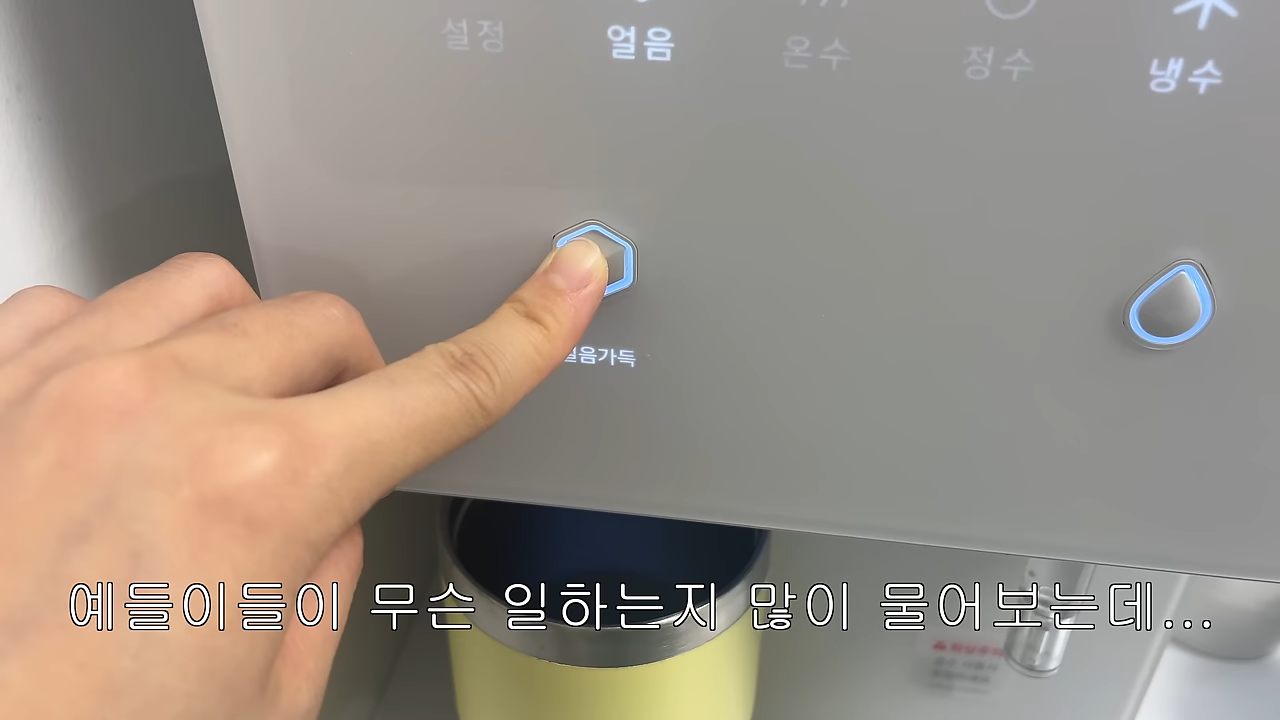 설정 얼음 온수 정수 냉수
얼음가득
예들이들이 무슨 일하는지 많이 물어보는데...